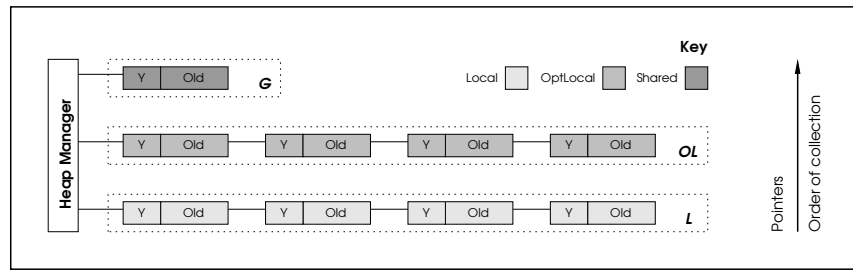 Key
Local OptLocal Shared
Y Old G
Y Old Y Old Y Old Y Old OL
Y Old Y Old Y Old Y Old L
Heap Manager
Pointers
Order of collection